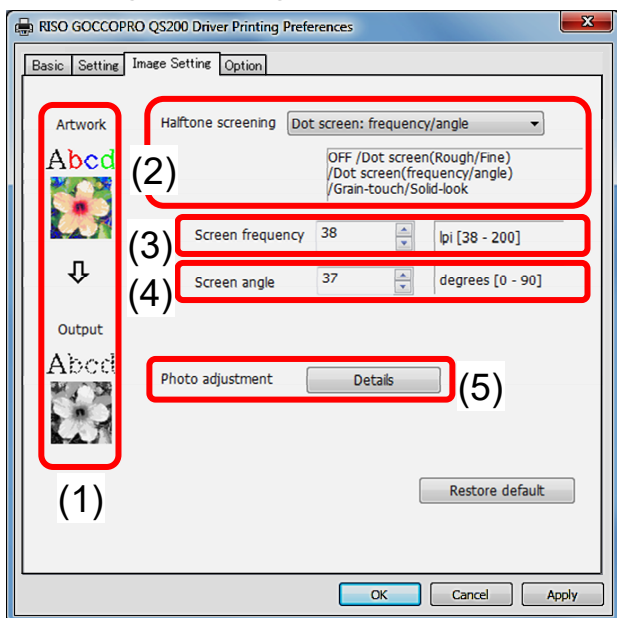 RISO GOCCOPRO QS200 Driver Printing Preferences
Basic Setting Image Setting Option
Artwork
Abcd
Output
Abcd
(1)
Halftone screening Dot screen: frequency/angle
OFF /Dot screen(Rough/Fine)
/Dot screen(frequency/angle)
/Grain-touch/Solid-look
(2)
(3) Screen frequency 38 lpi [38 - 200]
(4) Screen angle 37 degrees [0 - 90]
Photo adjustment Details (5)
Restore default
OK Cancel Apply